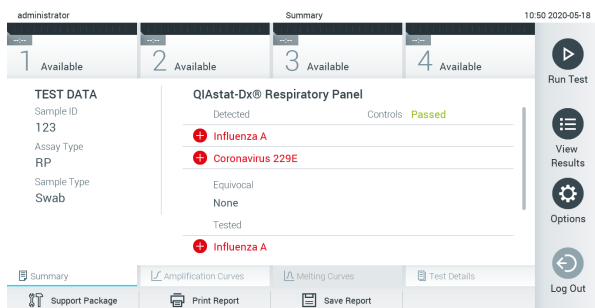 administrator Summary 10:50 2020-05-18
--:-- --:-- --:-- --:--
1 Available 2 Available 3 Available 4 Available
Run Test
TEST DATA
Sample ID
123
Assay Type
RP
Sample Type
Swab
QIAstat-Dx® Respiratory Panel
Detected Controls Passed
Influenza A
Coronavirus 229E
Equivocal
None
Tested
Influenza A
View
Results
Options
Log Out
Summary Amplification Curves Melting Curves Test Details
Support Package Print Report Save Report